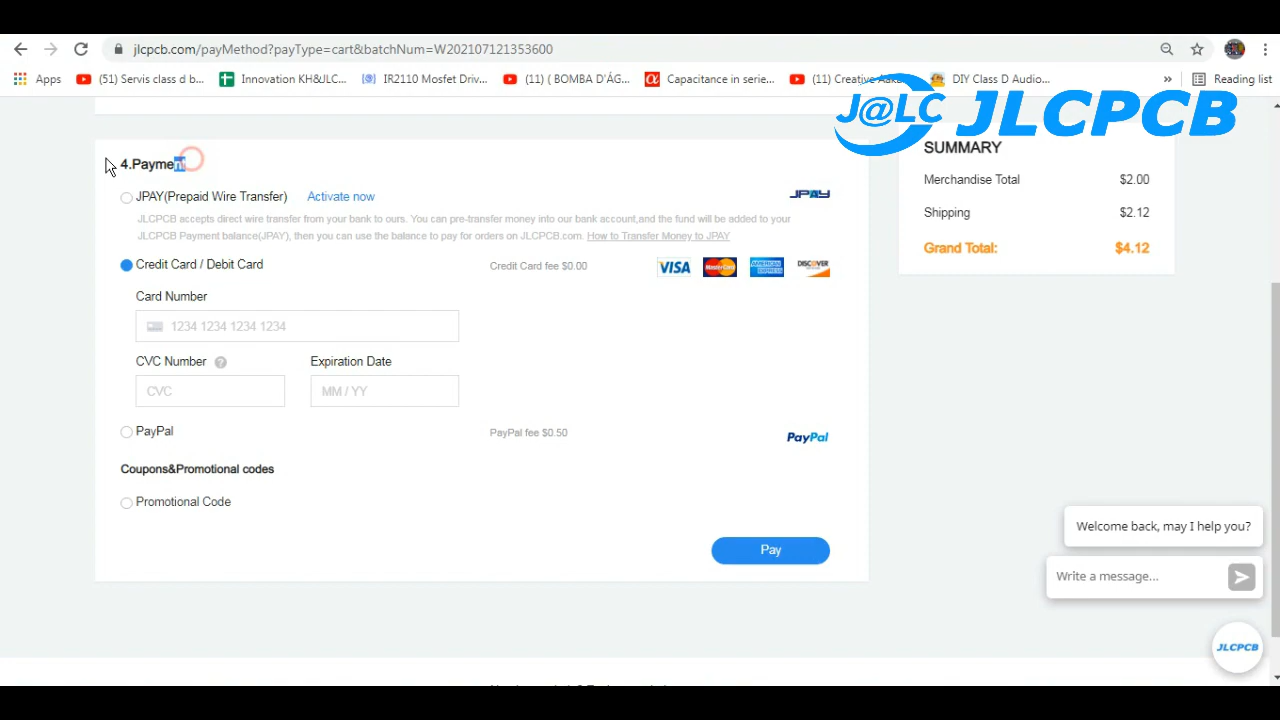 jlcpcb.com/payMethod?payType=cart&batchNum=W202107121353600
Apps
(51) Servis class d b...
Innovation KH&JLC...
IR2110 Mosfet Driv...
(11) ( BOMBA D'ÁG...
Capacitance in serie...
(11) Creative
DIY Class D Audio...
»
Reading list
J@LC JLCPCB
4.Payment
JPAY(Prepaid Wire Transfer) Activate now
JPAY
JLCPCB accepts direct wire transfer from your bank to ours. You can pre-transfer money into our bank account,and the fund will be added to your
JLCPCB Payment balance(JPAY), then you can use the balance to pay for orders on JLCPCB.com. How to Transfer Money to JPAY
Credit Card / Debit Card
Credit Card fee $0.00
VISA
MasterCard
AMERICAN EXPRESS
DISCOVER
Card Number
1234 1234 1234 1234
CVC Number ?
Expiration Date
CVC
MM / YY
PayPal
PayPal fee $0.50
PayPal
Coupons&Promotional codes
Promotional Code
Pay
SUMMARY
Merchandise Total $2.00
Shipping $2.12
Grand Total: $4.12
Welcome back, may I help you?
Write a message...
JLCPCB